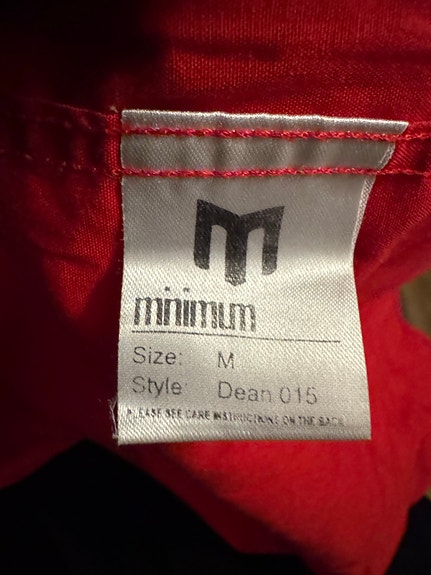 minimum
Size: M
Style: Dean 015
PLEASE SEE CARE INSTRUCTIONS ON THE BACK